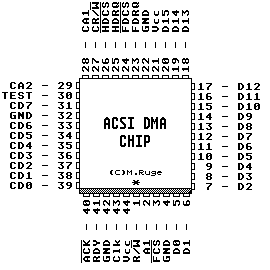 28 - CA1
27 - CR/W
26 - HDCS
25 - HDRQ
24 - FDCS
23 - FDRQ
22 - GND
21 - Vcc
20 - D15
19 - D14
18 - D13
CA2 - 29
TEST - 30
CD7 - 31
GND - 32
CD6 - 33
CD5 - 34
CD4 - 35
CD3 - 36
CD2 - 37
CD1 - 38
CD0 - 39
ACSI DMA
CHIP
(C)M.Ruge
*
17 - D12
16 - D11
15 - D10
14 - D9
13 - D8
12 - D7
11 - D6
10 - D5
9 - D4
8 - D3
7 - D2
ACK - 40
RDY - 41
GND - 42
Clk - 43
Vcc - 44
R/W - 1
A1 - 2
FCS - 3
GND - 4
D0 - 5
D1 - 6